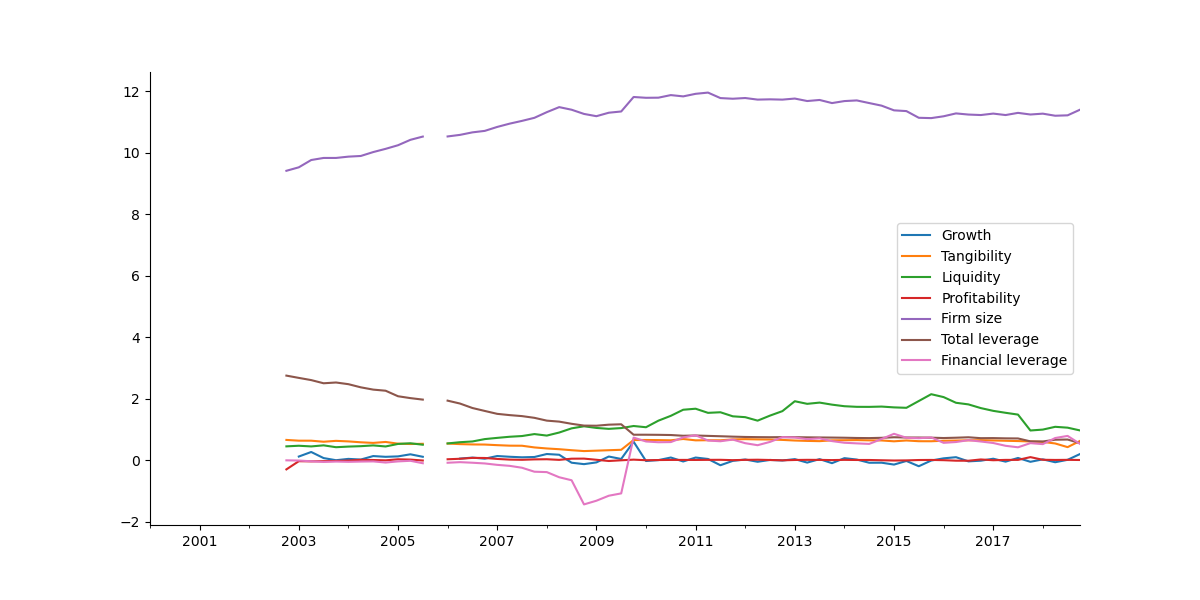 12
10
8
6
4
2
0
−2
Growth
Tangibility
Liquidity
Profitability
Firm size
Total leverage
Financial leverage
2001 2003 2005 2007 2009 2011 2013 2015 2017